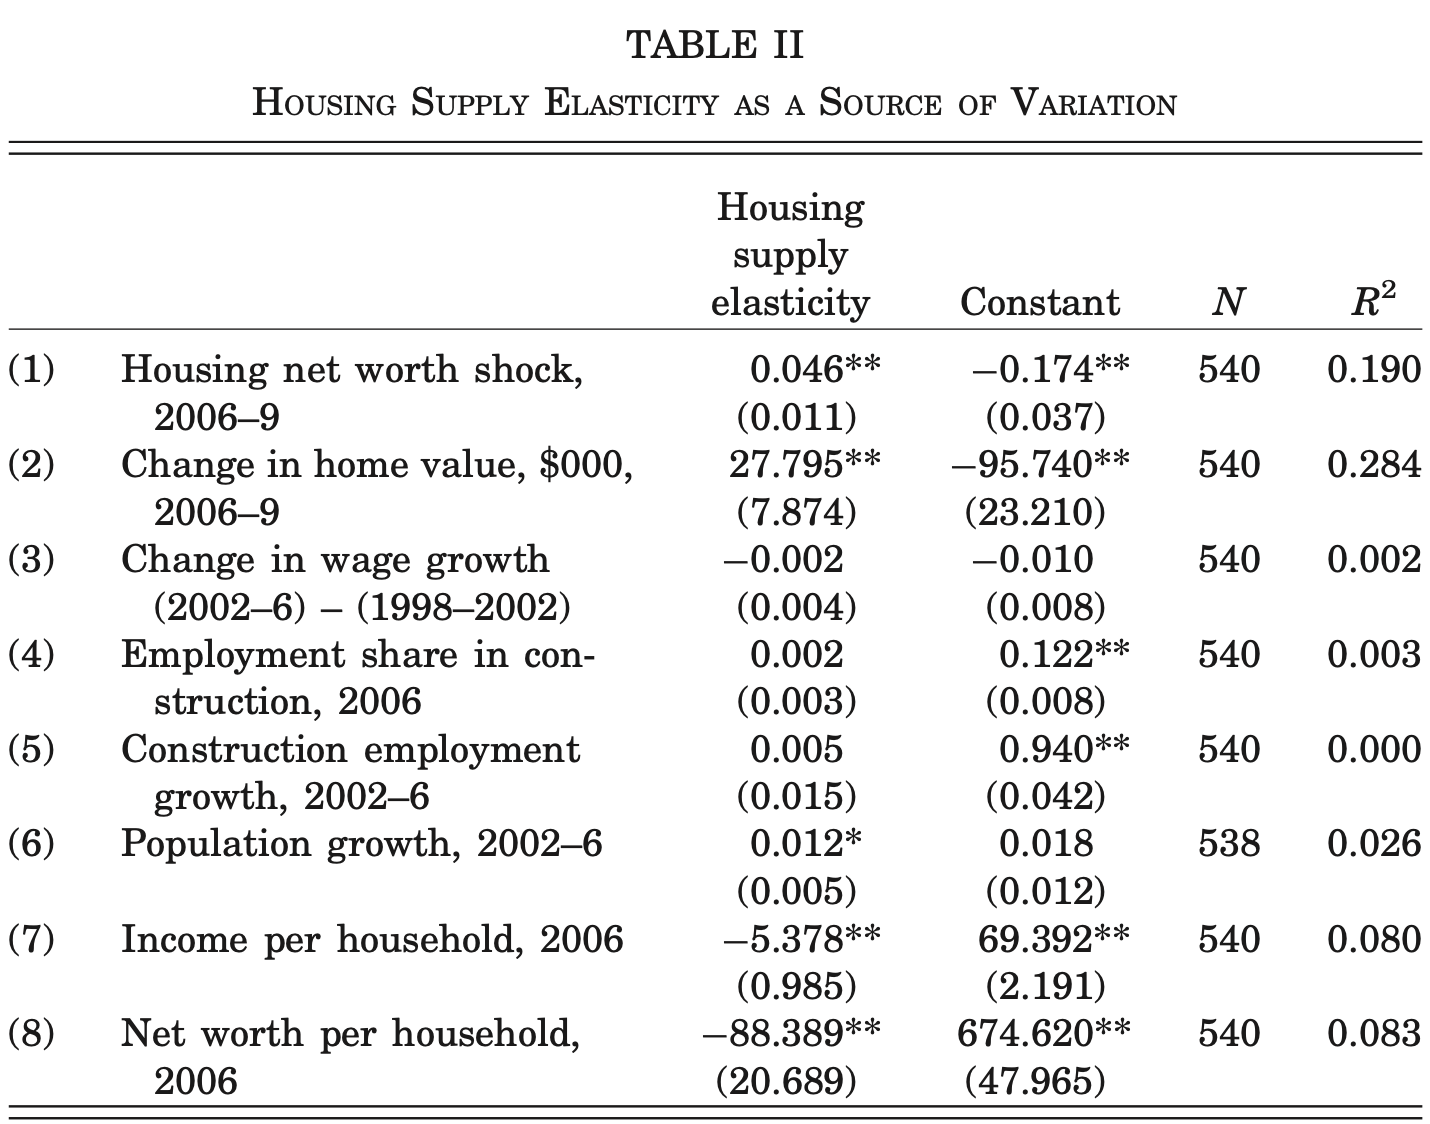 TABLE II
HOUSING SUPPLY ELASTICITY AS A SOURCE OF VARIATION
Housing
supply
elasticity Constant N R²
(1) Housing net worth shock, 0.046** −0.174** 540 0.190
2006–9 (0.011) (0.037)
(2) Change in home value, $000, 27.795** −95.740** 540 0.284
2006–9 (7.874) (23.210)
(3) Change in wage growth −0.002 −0.010 540 0.002
(2002–6) – (1998–2002) (0.004) (0.008)
(4) Employment share in con- 0.002 0.122** 540 0.003
struction, 2006 (0.003) (0.008)
(5) Construction employment 0.005 0.940** 540 0.000
growth, 2002–6 (0.015) (0.042)
(6) Population growth, 2002–6 0.012* 0.018 538 0.026
(0.005) (0.012)
(7) Income per household, 2006 −5.378** 69.392** 540 0.080
(0.985) (2.191)
(8) Net worth per household, −88.389** 674.620** 540 0.083
2006 (20.689) (47.965)